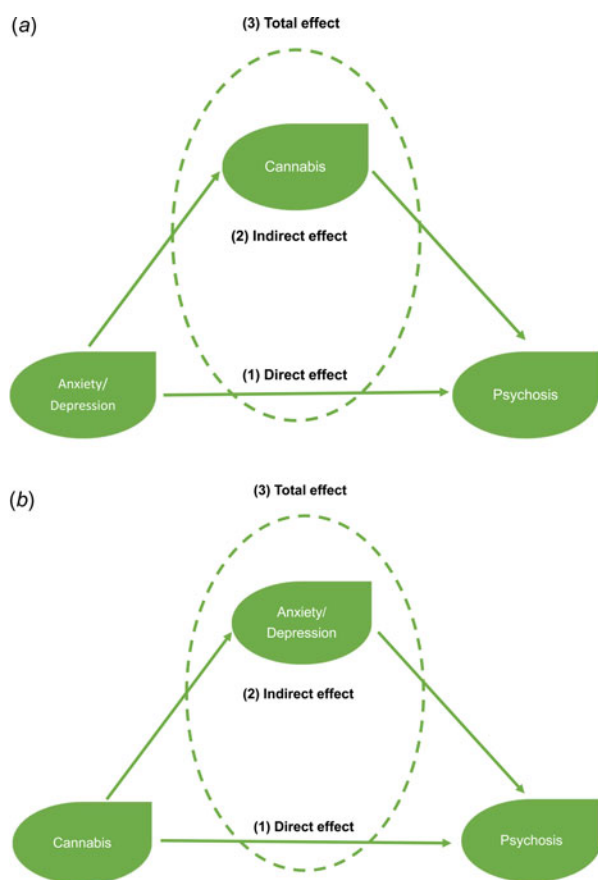 (a)
(3) Total effect
Cannabis
(2) Indirect effect
(1) Direct effect
Anxiety/
Depression
Psychosis
(b)
(3) Total effect
Anxiety/
Depression
(2) Indirect effect
(1) Direct effect
Cannabis
Psychosis